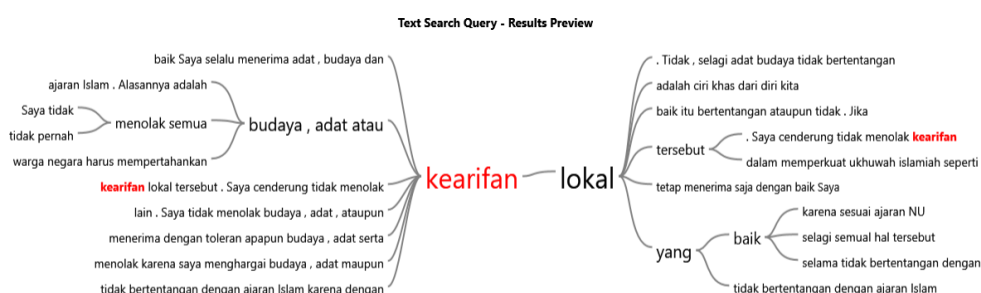 Text Search Query - Results Preview
baik Saya selalu menerima adat , budaya dan
ajaran Islam . Alasannya adalah
Saya tidak
tidak pernah
menolak semua
warga negara harus mempertahankan
budaya , adat atau
kearifan lokal tersebut . Saya cenderung tidak menolak
lain . Saya tidak menolak budaya , adat , ataupun
menerima dengan toleran apapun budaya , adat serta
menolak karena saya menghargai budaya , adat maupun
tidak bertentangan dengan ajaran Islam karena dengan
kearifan
lokal
. Tidak , selagi adat budaya tidak bertentangan
adalah ciri khas dari diri kita
baik itu bertentangan ataupun tidak . Jika
tersebut
. Saya cenderung tidak menolak kearifan
dalam memperkuat ukhuwah islamiah seperti
tetap menerima saja dengan baik Saya
yang
baik
karena sesuai ajaran NU
selagi semual hal tersebut
selama tidak bertentangan dengan
tidak bertentangan dengan ajaran Islam